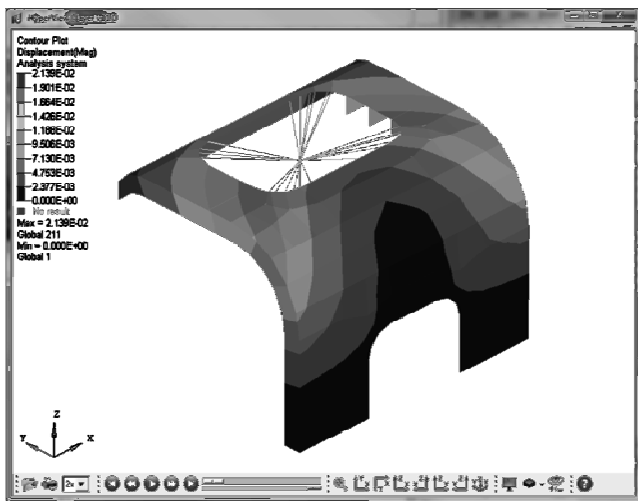 Contour Plot
Displacement(Mag)
Analysis system
2.139E-02
1.901E-02
1.664E-02
1.426E-02
1.188E-02
9.506E-03
7.130E-03
4.753E-03
2.377E-03
0.000E+00
No result
Max = 2.139E-02
Global 211
Min = 0.000E+00
Global 1
Z
Y X
2x